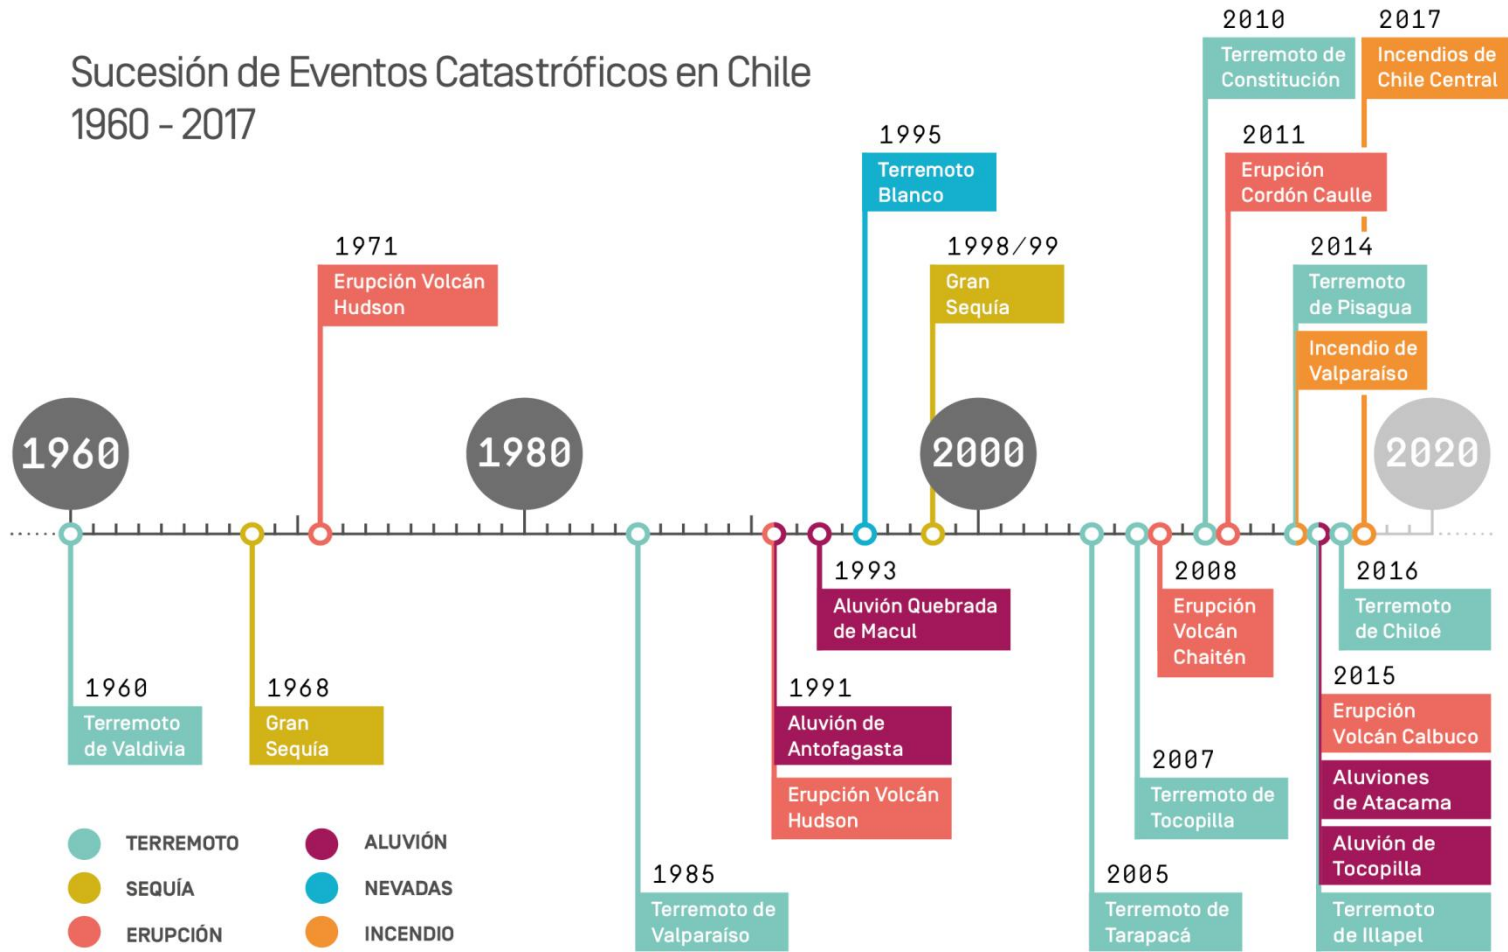 Sucesión de Eventos Catastróficos en Chile
1960 - 2017
2010
Terremoto de
Constitución
2017
Incendios de
Chile Central
1995
Terremoto
Blanco
2011
Erupción
Cordón Caulle
1971
Erupción Volcán
Hudson
1998/99
Gran
Sequía
2014
Terremoto
de Pisagua
Incendio de
Valparaíso
1960
1980
2000
2020
1960
Terremoto
de Valdivia
1968
Gran
Sequía
1985
Terremoto de
Valparaíso
1993
Aluvión Quebrada
de Macul
1991
Aluvión de
Antofagasta
Erupción Volcán
Hudson
2005
Terremoto de
Tarapacá
2007
Terremoto de
Tocopilla
2008
Erupción
Volcán
Chaitén
2016
Terremoto
de Chiloé
2015
Erupción
Volcán Calbuco
Aluviones
de Atacama
Aluvión de
Tocopilla
Terremoto
de Illapel
TERREMOTO
SEQUÍA
ERUPCIÓN
ALUVIÓN
NEVADAS
INCENDIO